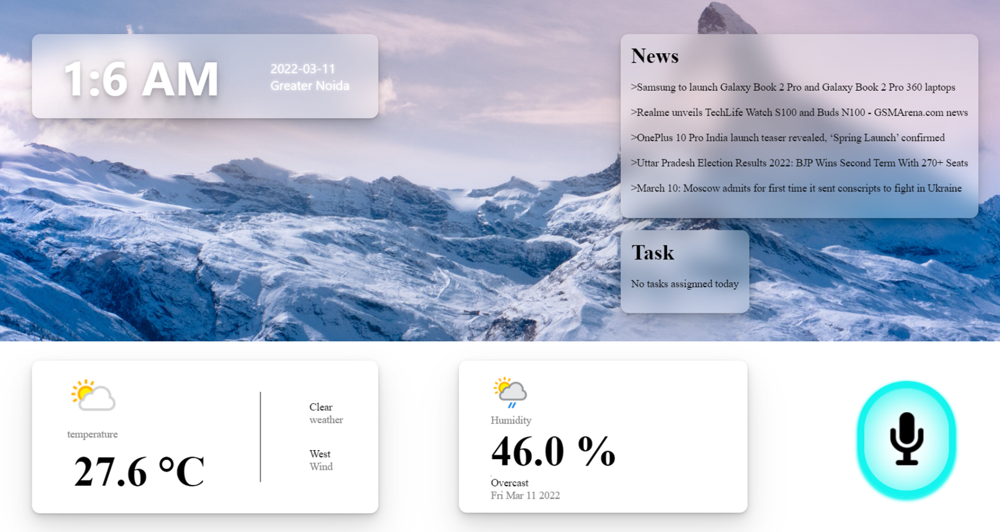 1:6 AM
2022-03-11
Greater Noida
News
>Samsung to launch Galaxy Book 2 Pro and Galaxy Book 2 Pro 360 laptops
>Realme unveils TechLife Watch S100 and Buds N100 - GSMArena.com news
>OnePlus 10 Pro India launch teaser revealed, ‘Spring Launch’ confirmed
>Uttar Pradesh Election Results 2022: BJP Wins Second Term With 270+ Seats
>March 10: Moscow admits for first time it sent conscripts to fight in Ukraine
Task
No tasks assignned today
temperature
27.6 °C
Clear
weather
West
Wind
Humidity
46.0 %
Overcast
Fri Mar 11 2022